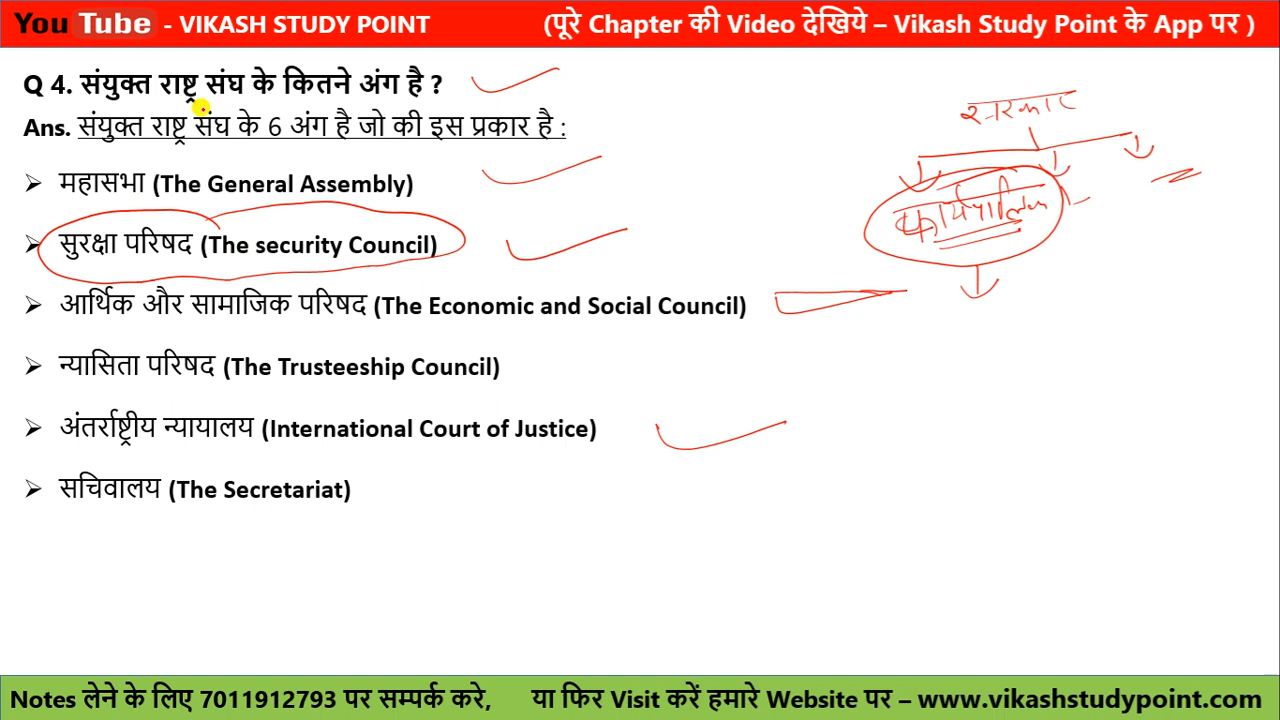 You Tube - VIKASH STUDY POINT (पूरे Chapter की Video देखिये – Vikash Study Point के App पर )
Q 4. संयुक्त राष्ट्र संघ के कितने अंग है ?
सरकार
Ans. संयुक्त राष्ट्र संघ के 6 अंग है जो की इस प्रकार है :
➢ महासभा (The General Assembly)
कार्यपालिका
➢ सुरक्षा परिषद (The security Council)
➢ आर्थिक और सामाजिक परिषद (The Economic and Social Council)
➢ न्यासिता परिषद (The Trusteeship Council)
➢ अंतर्राष्ट्रीय न्यायालय (International Court of Justice)
➢ सचिवालय (The Secretariat)
Notes लेने के लिए 7011912793 पर सम्पर्क करे, या फिर Visit करें हमारे Website पर – www.vikashstudypoint.com